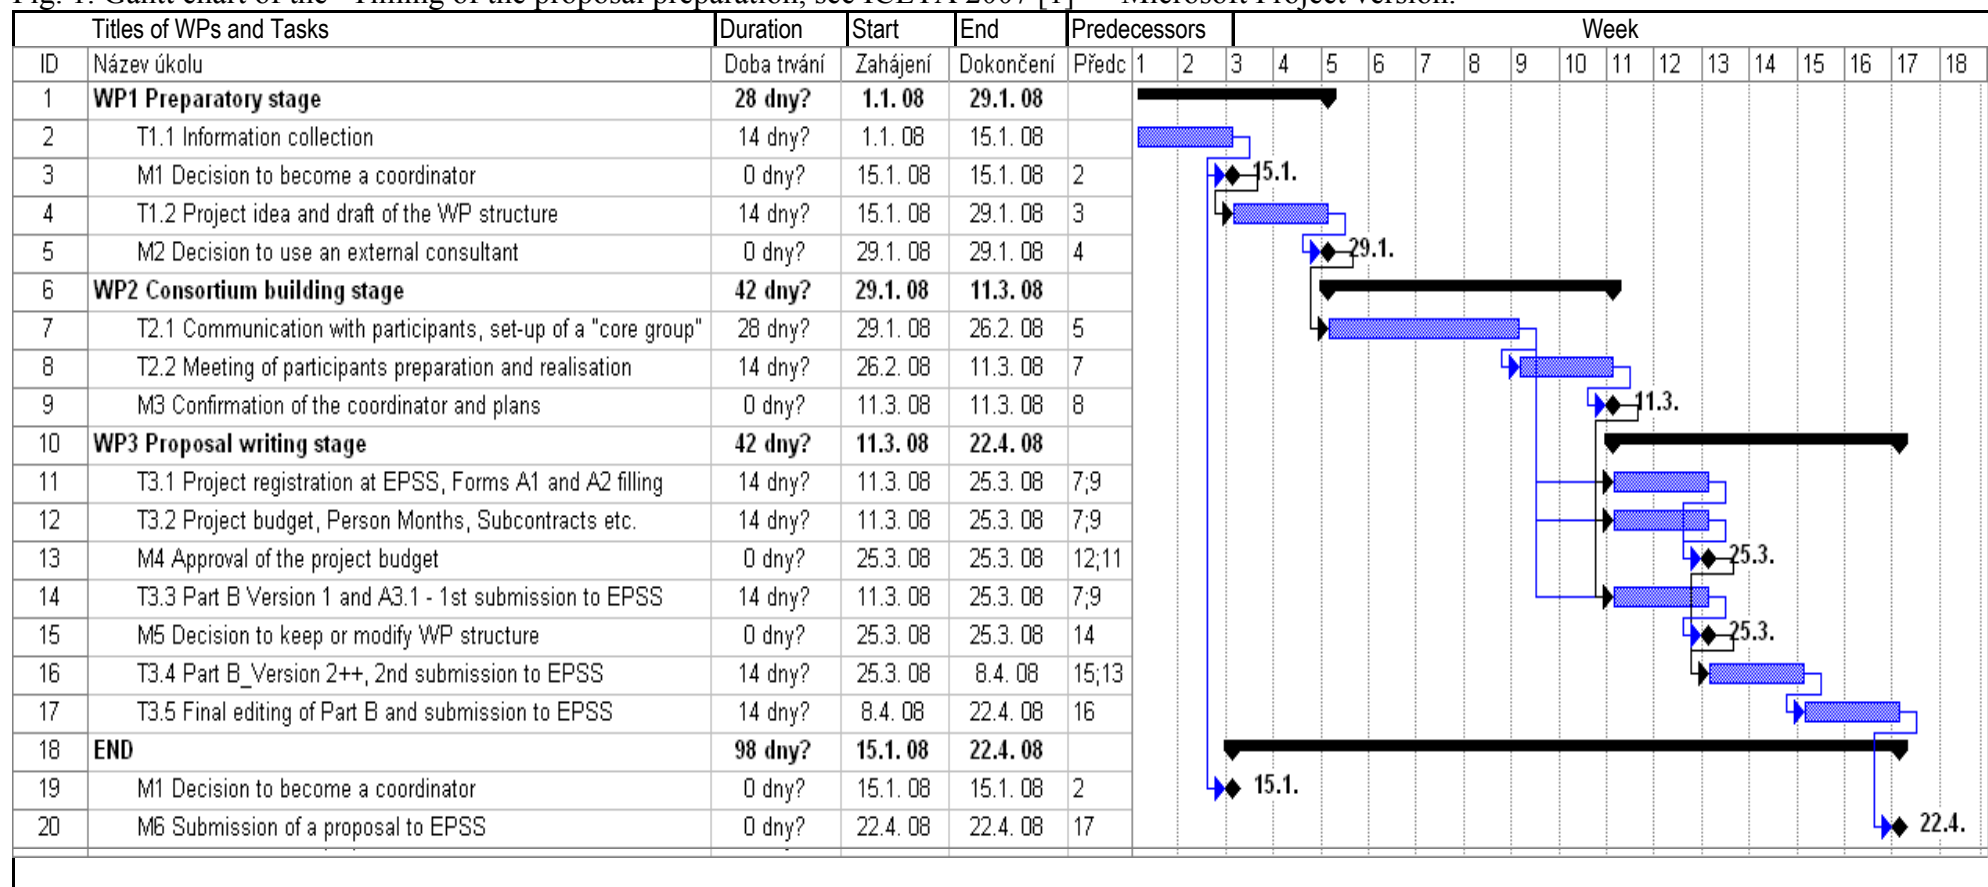 Fig. 1. Gantt chart of the "Timing of the proposal preparation, see ICETA 2007 [1]" – Microsoft Project version.
Titles of WPs and Tasks Duration Start End Predecessors Week
ID Název úkolu Doba trvání Zahájení Dokončení Předc 1 2 3 4 5 6 7 8 9 10 11 12 13 14 15 16 17 18
1 WP1 Preparatory stage 28 dny? 1.1. 08 29.1. 08
2 T1.1 Information collection 14 dny? 1.1. 08 15.1. 08
3 M1 Decision to become a coordinator 0 dny? 15.1. 08 15.1. 08 2 15.1.
4 T1.2 Project idea and draft of the WP structure 14 dny? 15.1. 08 29.1. 08 3
5 M2 Decision to use an external consultant 0 dny? 29.1. 08 29.1. 08 4 29.1.
6 WP2 Consortium building stage 42 dny? 29.1. 08 11.3. 08
7 T2.1 Communication with participants, set-up of a "core group" 28 dny? 29.1. 08 26.2. 08 5
8 T2.2 Meeting of participants preparation and realisation 14 dny? 26.2. 08 11.3. 08 7
9 M3 Confirmation of the coordinator and plans 0 dny? 11.3. 08 11.3. 08 8 11.3.
10 WP3 Proposal writing stage 42 dny? 11.3. 08 22.4. 08
11 T3.1 Project registration at EPSS, Forms A1 and A2 filling 14 dny? 11.3. 08 25.3. 08 7;9
12 T3.2 Project budget, Person Months, Subcontracts etc. 14 dny? 11.3. 08 25.3. 08 7;9
13 M4 Approval of the project budget 0 dny? 25.3. 08 25.3. 08 12;11 25.3.
14 T3.3 Part B Version 1 and A3.1 - 1st submission to EPSS 14 dny? 11.3. 08 25.3. 08 7;9
15 M5 Decision to keep or modify WP structure 0 dny? 25.3. 08 25.3. 08 14 25.3.
16 T3.4 Part B_Version 2++, 2nd submission to EPSS 14 dny? 25.3. 08 8.4. 08 15;13
17 T3.5 Final editing of Part B and submission to EPSS 14 dny? 8.4. 08 22.4. 08 16
18 END 98 dny? 15.1. 08 22.4. 08
19 M1 Decision to become a coordinator 0 dny? 15.1. 08 15.1. 08 2 15.1.
20 M6 Submission of a proposal to EPSS 0 dny? 22.4. 08 22.4. 08 17 22.4.